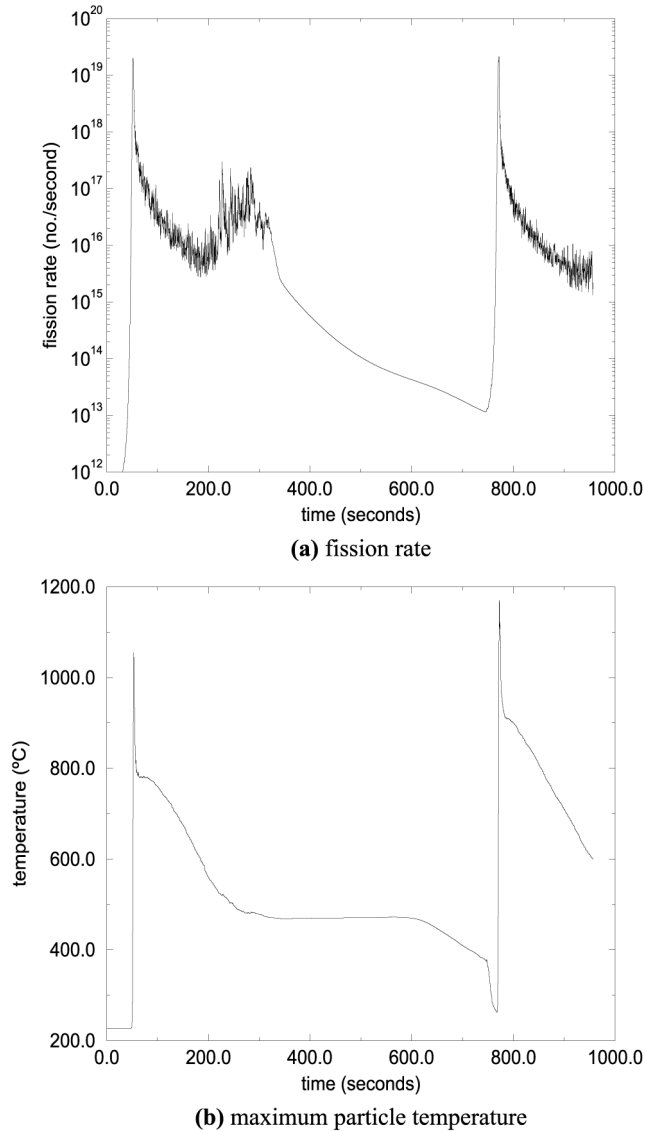 10^20
10^19
10^18
10^17
10^16
10^15
10^14
10^13
10^12
fission rate (no./second)
0.0 200.0 400.0 600.0 800.0 1000.0
time (seconds)
(a) fission rate
1200.0
1000.0
800.0
600.0
400.0
200.0
temperature (ºC)
0.0 200.0 400.0 600.0 800.0 1000.0
time (seconds)
(b) maximum particle temperature